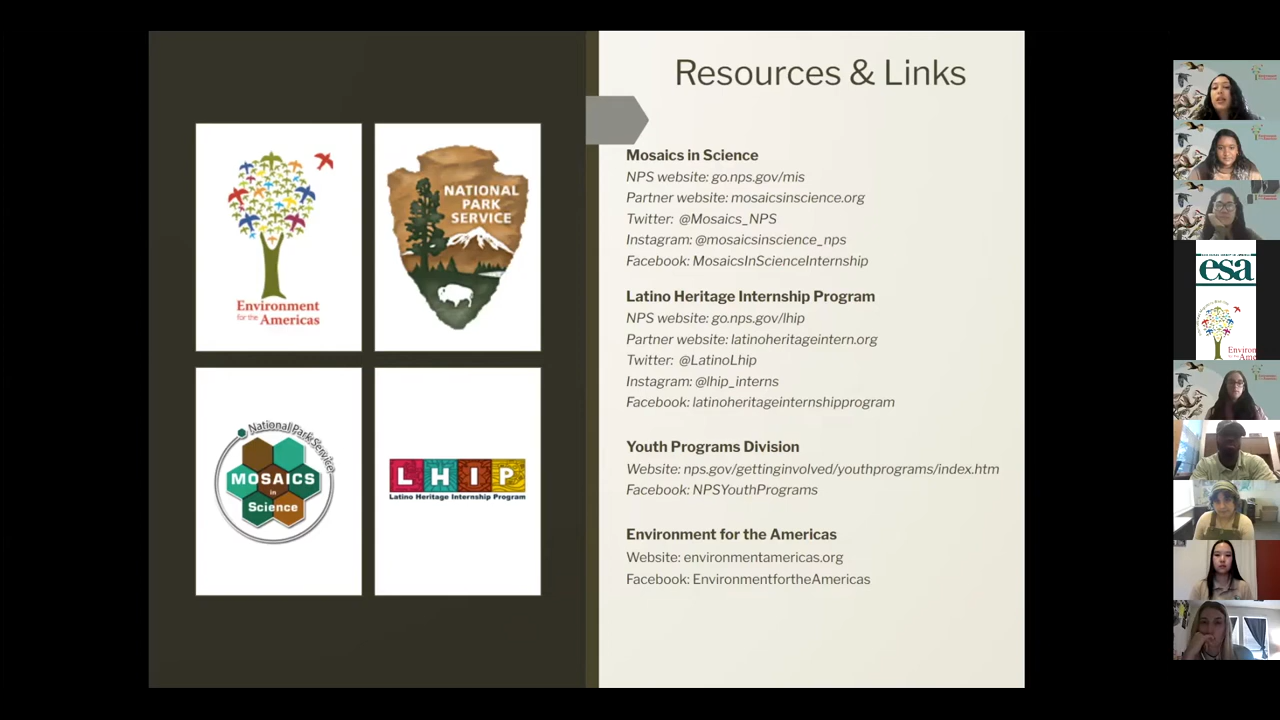 Resources & Links
Environment
for the Americas
NATIONAL
PARK
SERVICE
National Park Service
MOSAICS
in
Science
L H I P
Latino Heritage Internship Program
Mosaics in Science
NPS website: go.nps.gov/mis
Partner website: mosaicsinscience.org
Twitter:  @Mosaics_NPS
Instagram: @mosaicsinscience_nps
Facebook: MosaicsInScienceInternship
Latino Heritage Internship Program
NPS website: go.nps.gov/lhip
Partner website: latinoheritageintern.org
Twitter:  @LatinoLhip
Instagram: @lhip_interns
Facebook: latinoheritageinternshipprogram
Youth Programs Division
Website: nps.gov/gettinginvolved/youthprograms/index.htm
Facebook: NPSYouthPrograms
Environment for the Americas
Website: environmentamericas.org
Facebook: EnvironmentfortheAmericas
esa
Environ
for the Ame